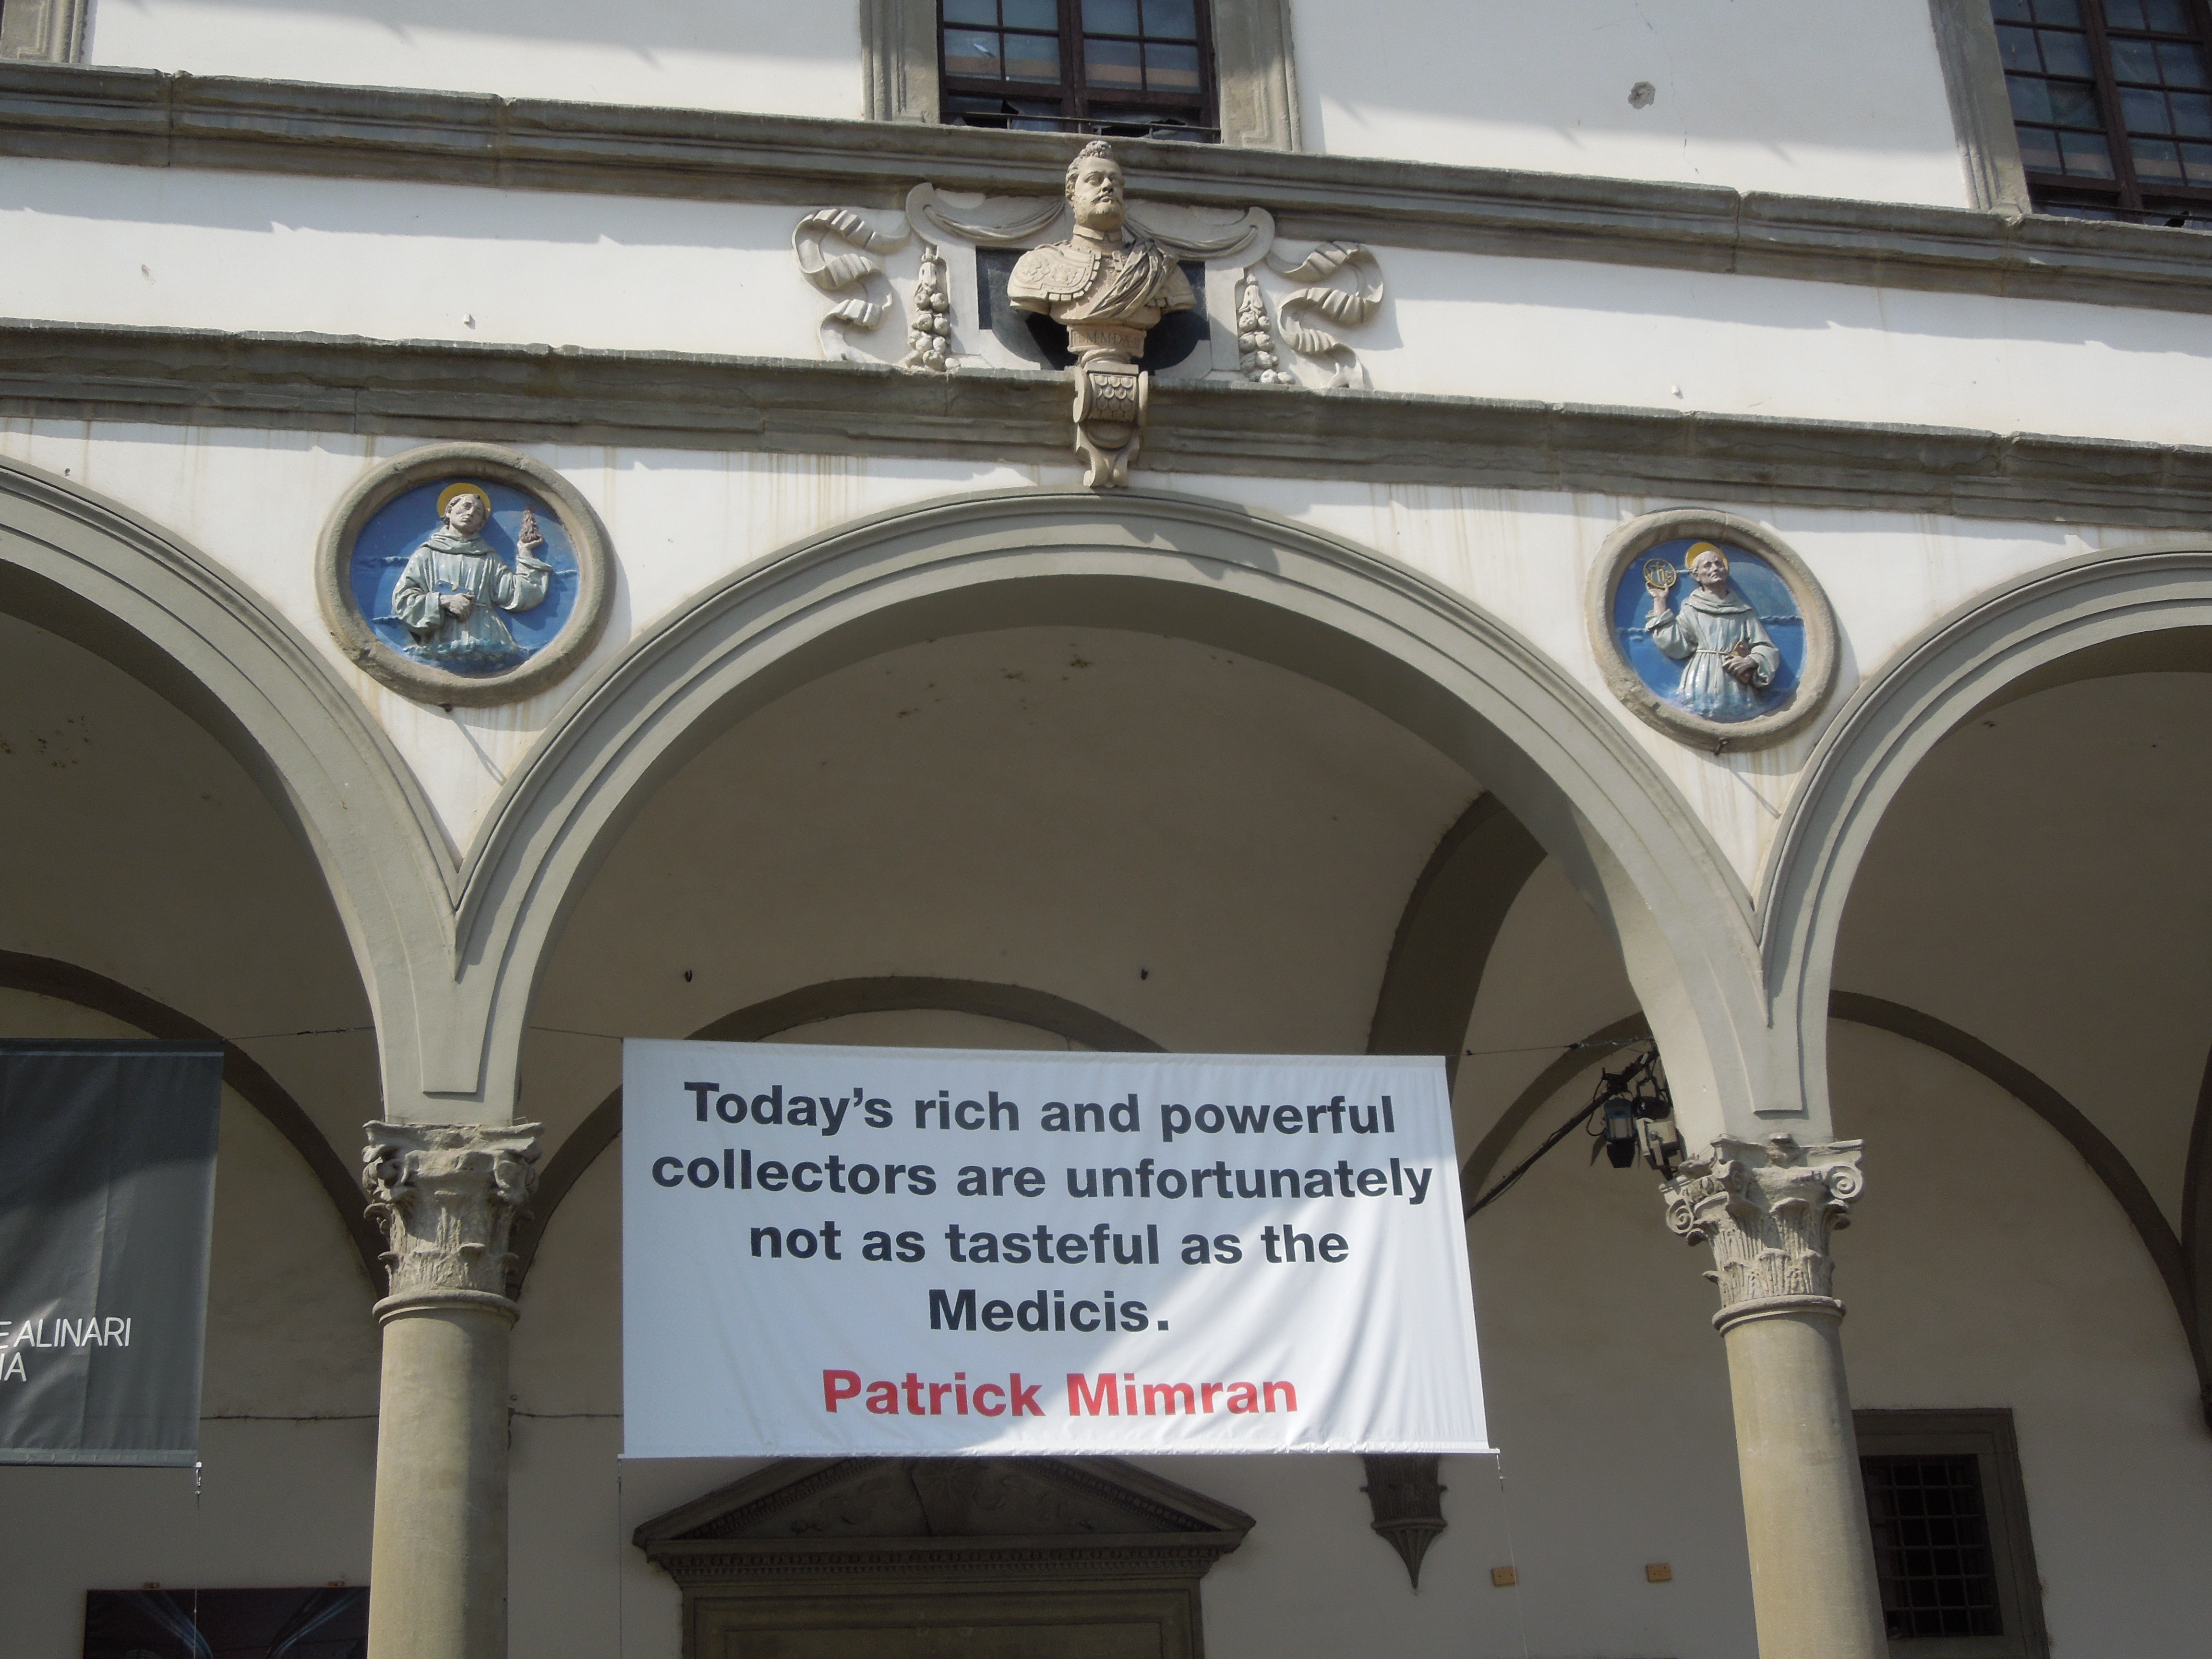 Today's rich and powerful
collectors are unfortunately
not as tasteful as the
Medicis.
Patrick Mimran
E ALINARI
IA